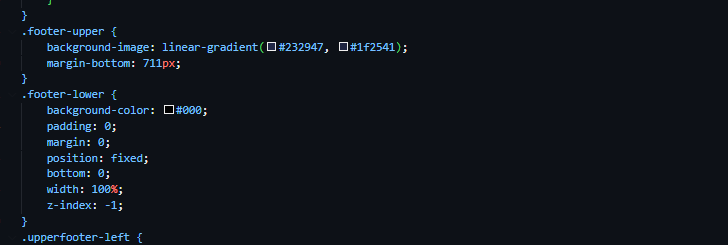 }
}
.footer-upper {
background-image: linear-gradient(#232947, #1f2541);
margin-bottom: 711px;
}
.footer-lower {
background-color: #000;
padding: 0;
margin: 0;
position: fixed;
bottom: 0;
width: 100%;
z-index: -1;
}
.upperfooter-left {